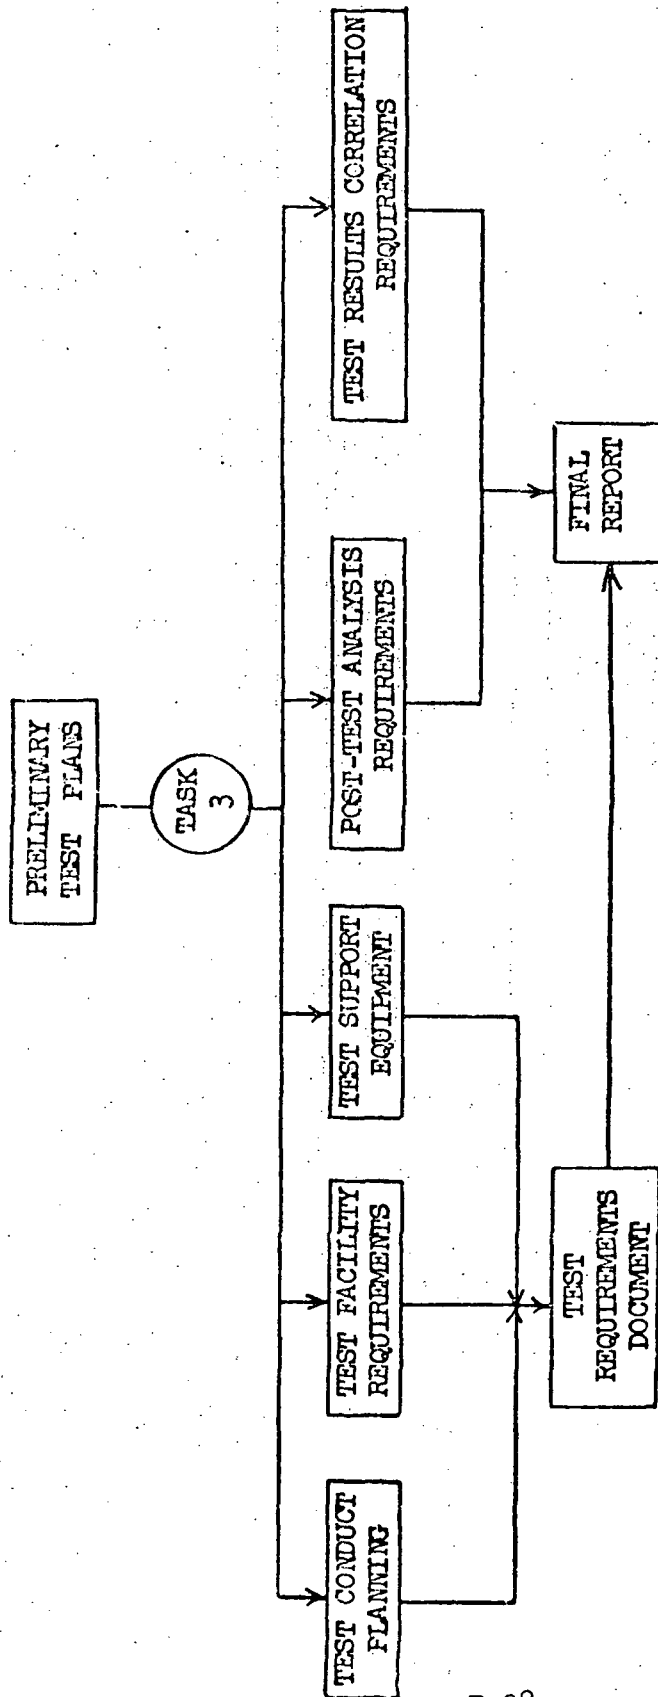 PRELIMINARY
TEST PLANS
TASK
3
TEST CONDUCT
PLANNING
TEST FACILITY
REQUIREMENTS
TEST SUPPORT
EQUIPMENT
POST-TEST ANALYSIS
REQUIREMENTS
TEST RESULTS CORRELATION
REQUIREMENTS
TEST
REQUIREMENTS
DOCUMENT
FINAL
REPORT